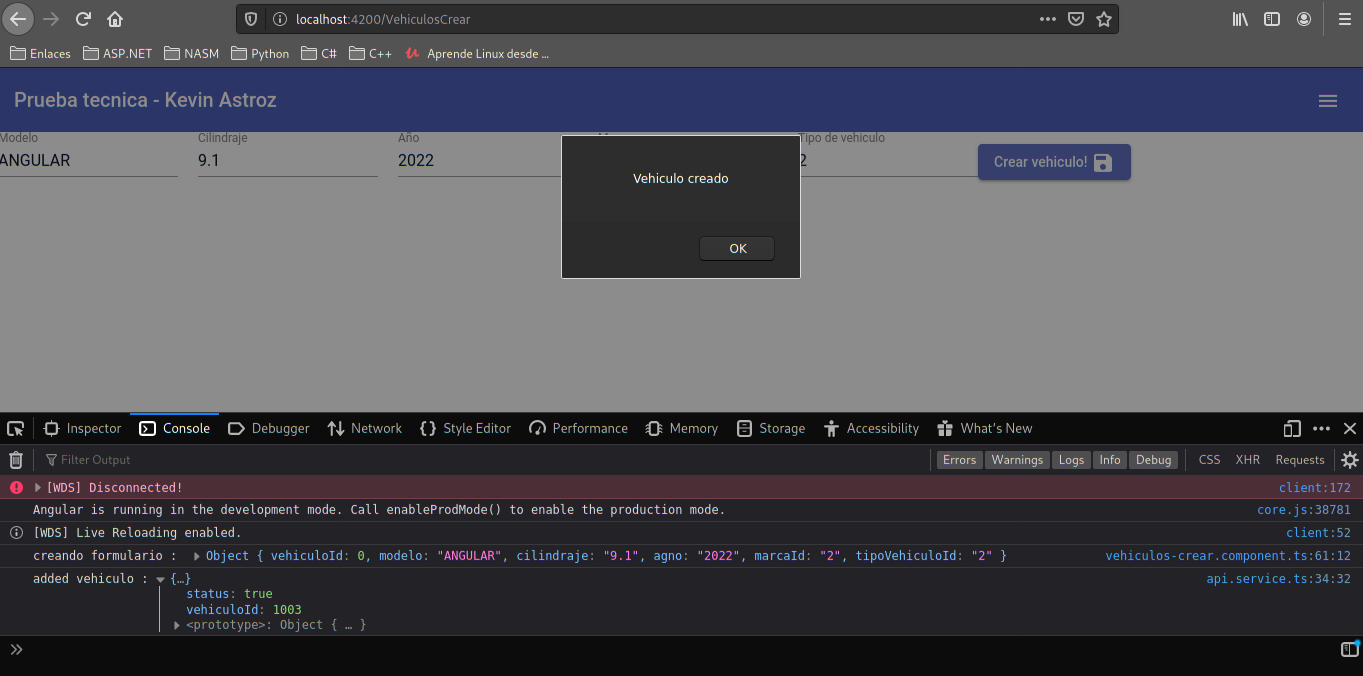 localhost:4200/VehiculosCrear
Enlaces ASP.NET NASM Python C# C++ Aprende Linux desde ...
Prueba tecnica - Kevin Astroz
Modelo Cilindraje Año Tipo de vehiculo
ANGULAR 9.1 2022 2 Crear vehiculo!
Vehiculo creado
OK
Inspector Console Debugger Network Style Editor Performance Memory Storage Accessibility What's New
Filter Output Errors Warnings Logs Info Debug CSS XHR Requests
[WDS] Disconnected! client:172
Angular is running in the development mode. Call enableProdMode() to enable the production mode. core.js:38781
[WDS] Live Reloading enabled. client:52
creando formulario : Object { vehiculoId: 0, modelo: "ANGULAR", cilindraje: "9.1", agno: "2022", marcaId: "2", tipoVehiculoId: "2" } vehiculos-crear.component.ts:61:12
added vehiculo : {…} api.service.ts:34:32
status: true
vehiculoId: 1003
<prototype>: Object { … }